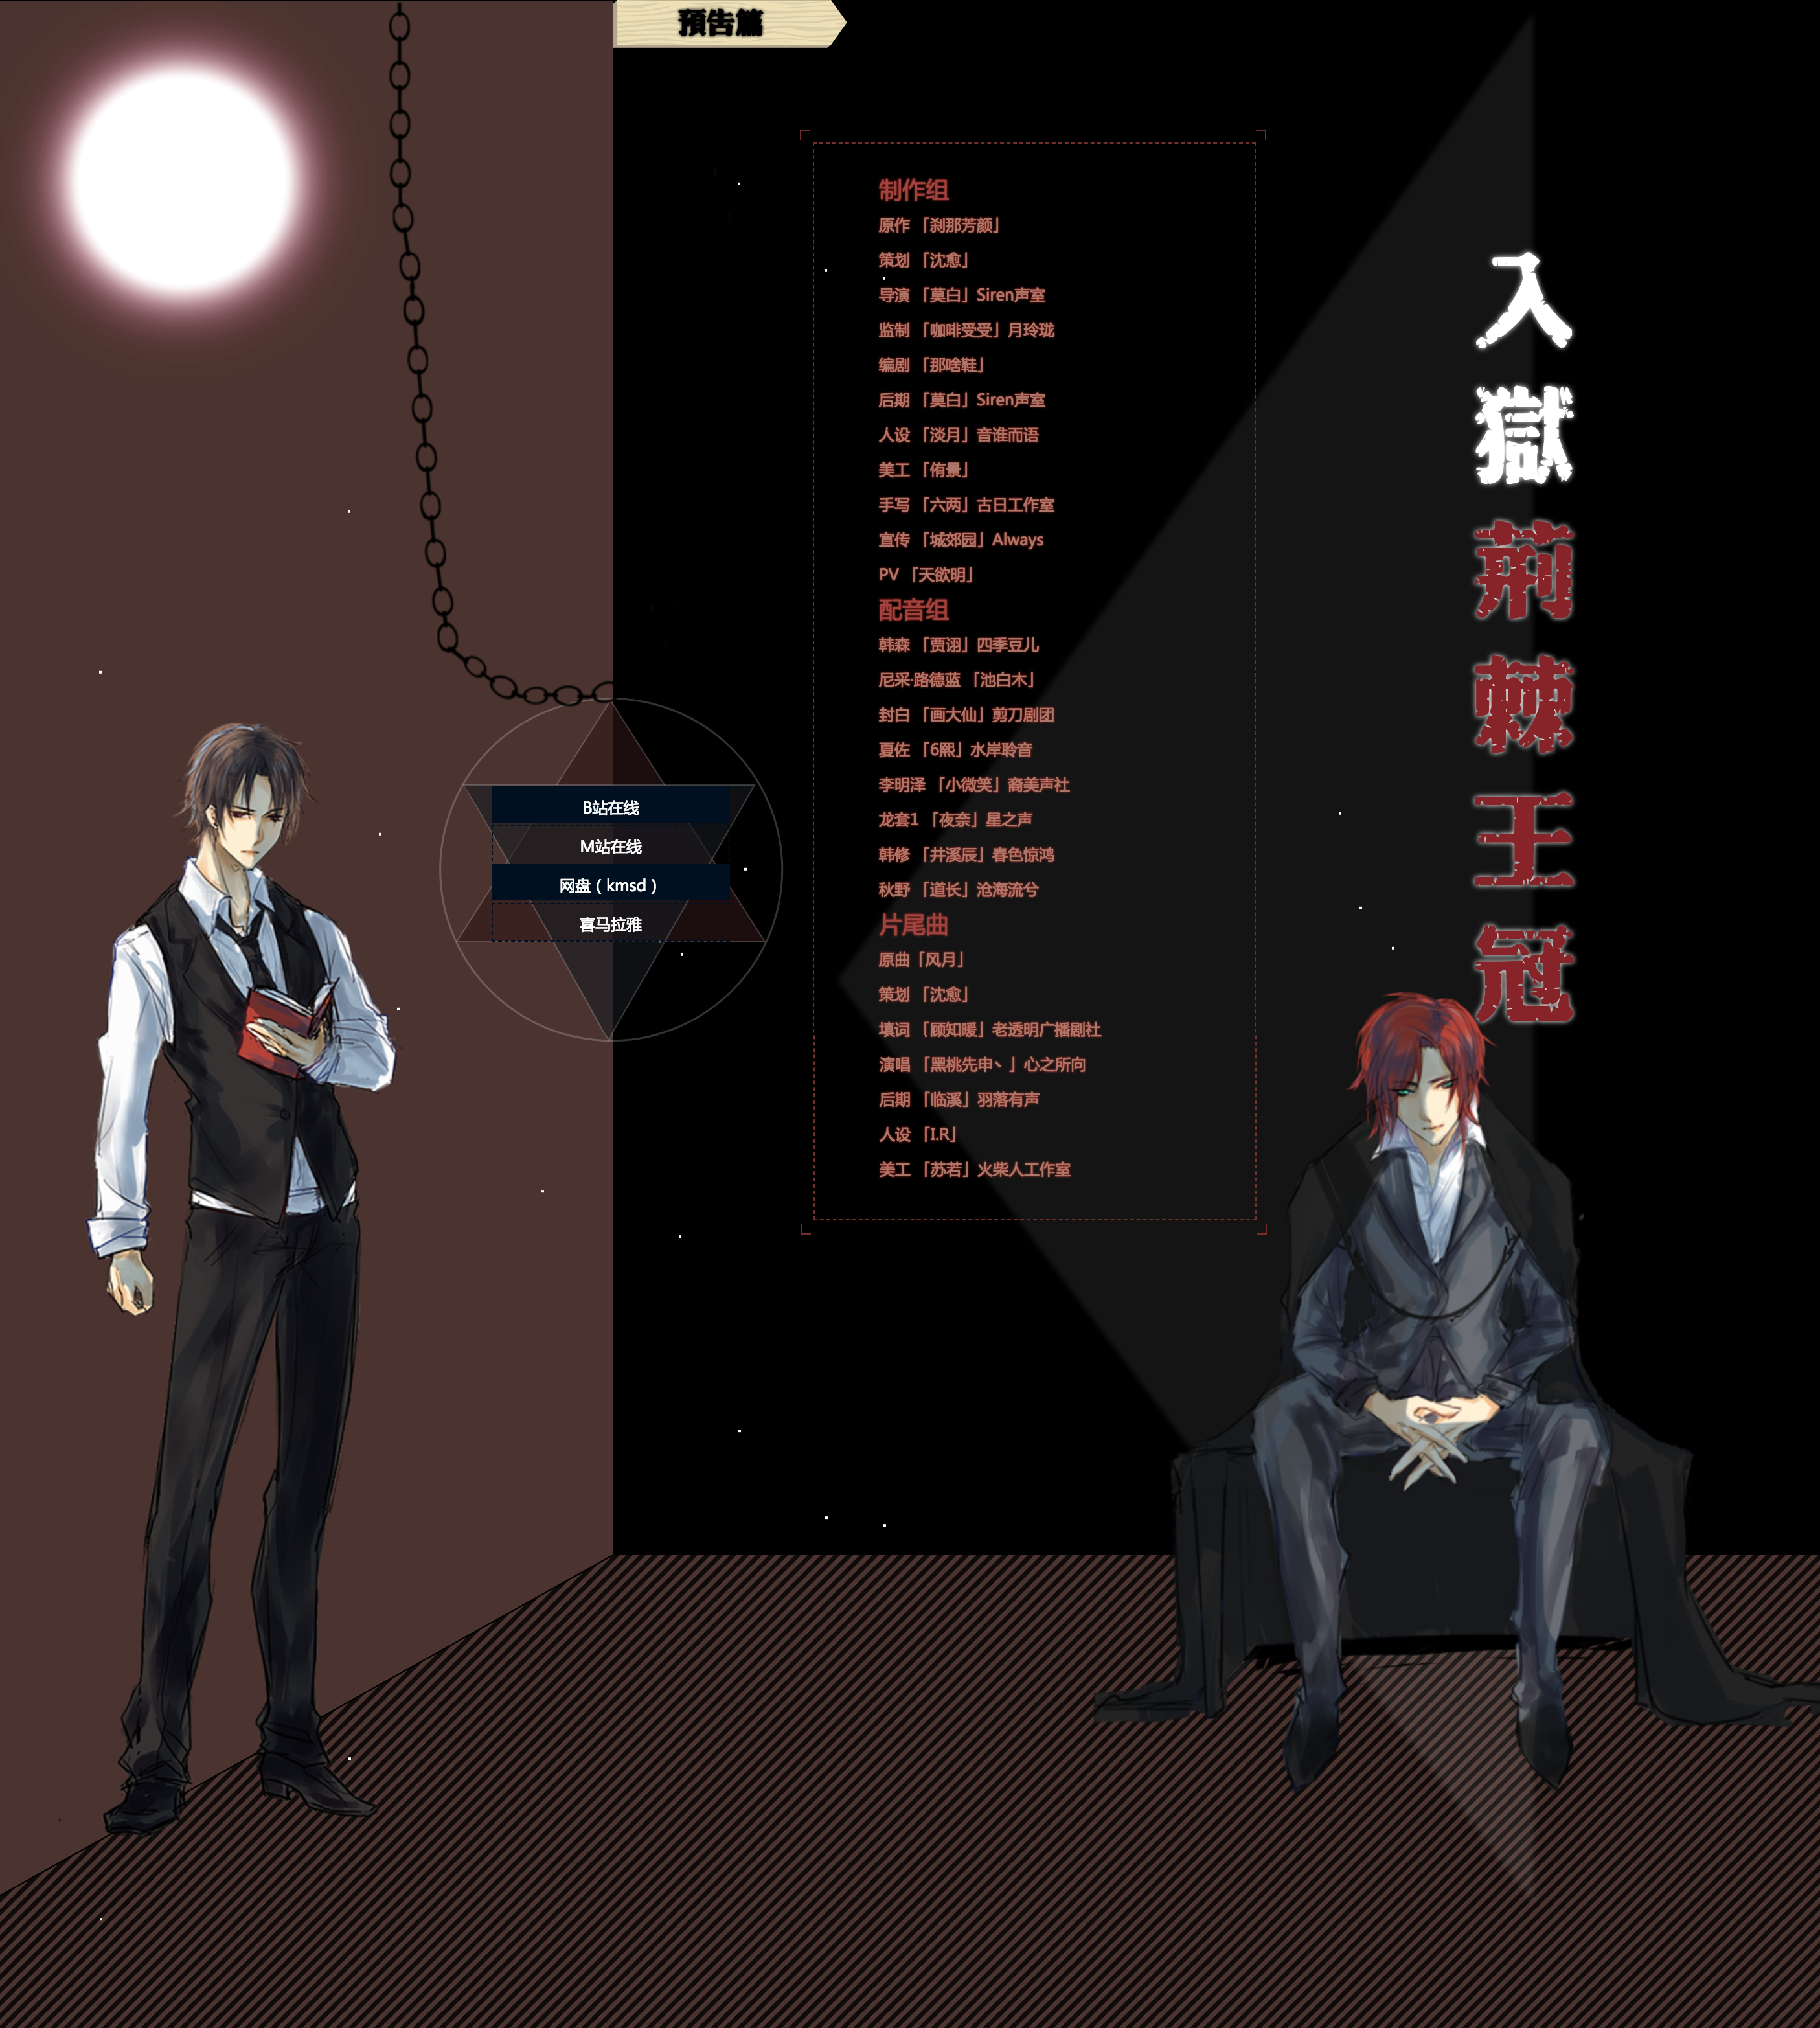 預告篇
制作组
原作 「刹那芳颜」
策划 「沈愈」
导演 「莫白」Siren声室
监制 「咖啡受受」月玲珑
编剧 「那啥鞋」
后期 「莫白」Siren声室
人设 「淡月」音谁而语
美工 「侑景」
手写 「六两」古日工作室
宣传 「城郊园」Always
PV 「天欲明」
配音组
韩森 「贾诩」四季豆儿
尼采·路德蓝 「池白木」
封白 「画大仙」剪刀剧团
夏佐 「6熙」水岸聆音
李明泽 「小微笑」裔美声社
龙套1 「夜奈」星之声
韩修 「井溪辰」春色惊鸿
秋野 「道长」沧海流兮
片尾曲
原曲「风月」
策划 「沈愈」
填词 「顾知暖」老透明广播剧社
演唱 「黑桃先申丶」心之所向
后期 「临溪」羽落有声
人设 「I.R」
美工 「苏若」火柴人工作室
B站在线
M站在线
网盘（kmsd）
喜马拉雅
入獄荊棘王冠